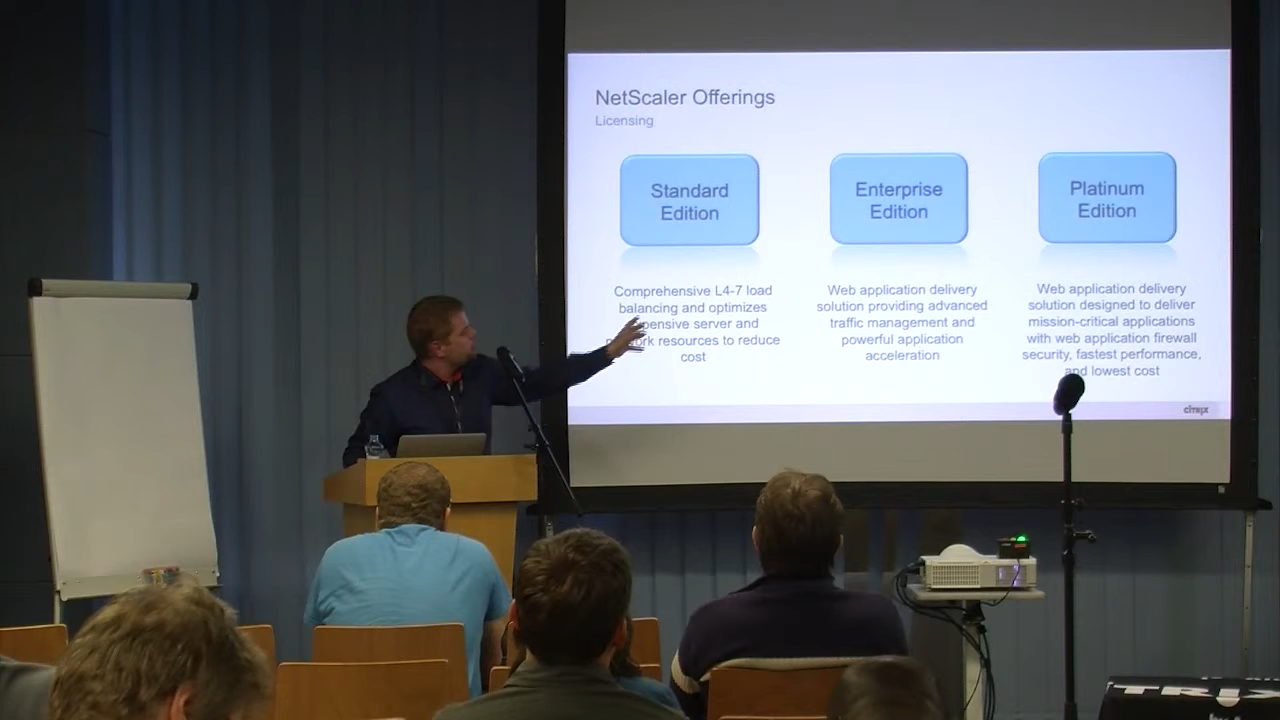 NetScaler Offerings
Licensing
Standard
Edition
Enterprise
Edition
Platinum
Edition
Comprehensive L4-7 load
balancing and optimizes
pensive server and
resources to reduce
cost
Web application delivery
solution providing advanced
traffic management and
powerful application
acceleration
Web application delivery
solution designed to deliver
mission-critical applications
with web application firewall
security, fastest performance,
and lowest cost
citrix